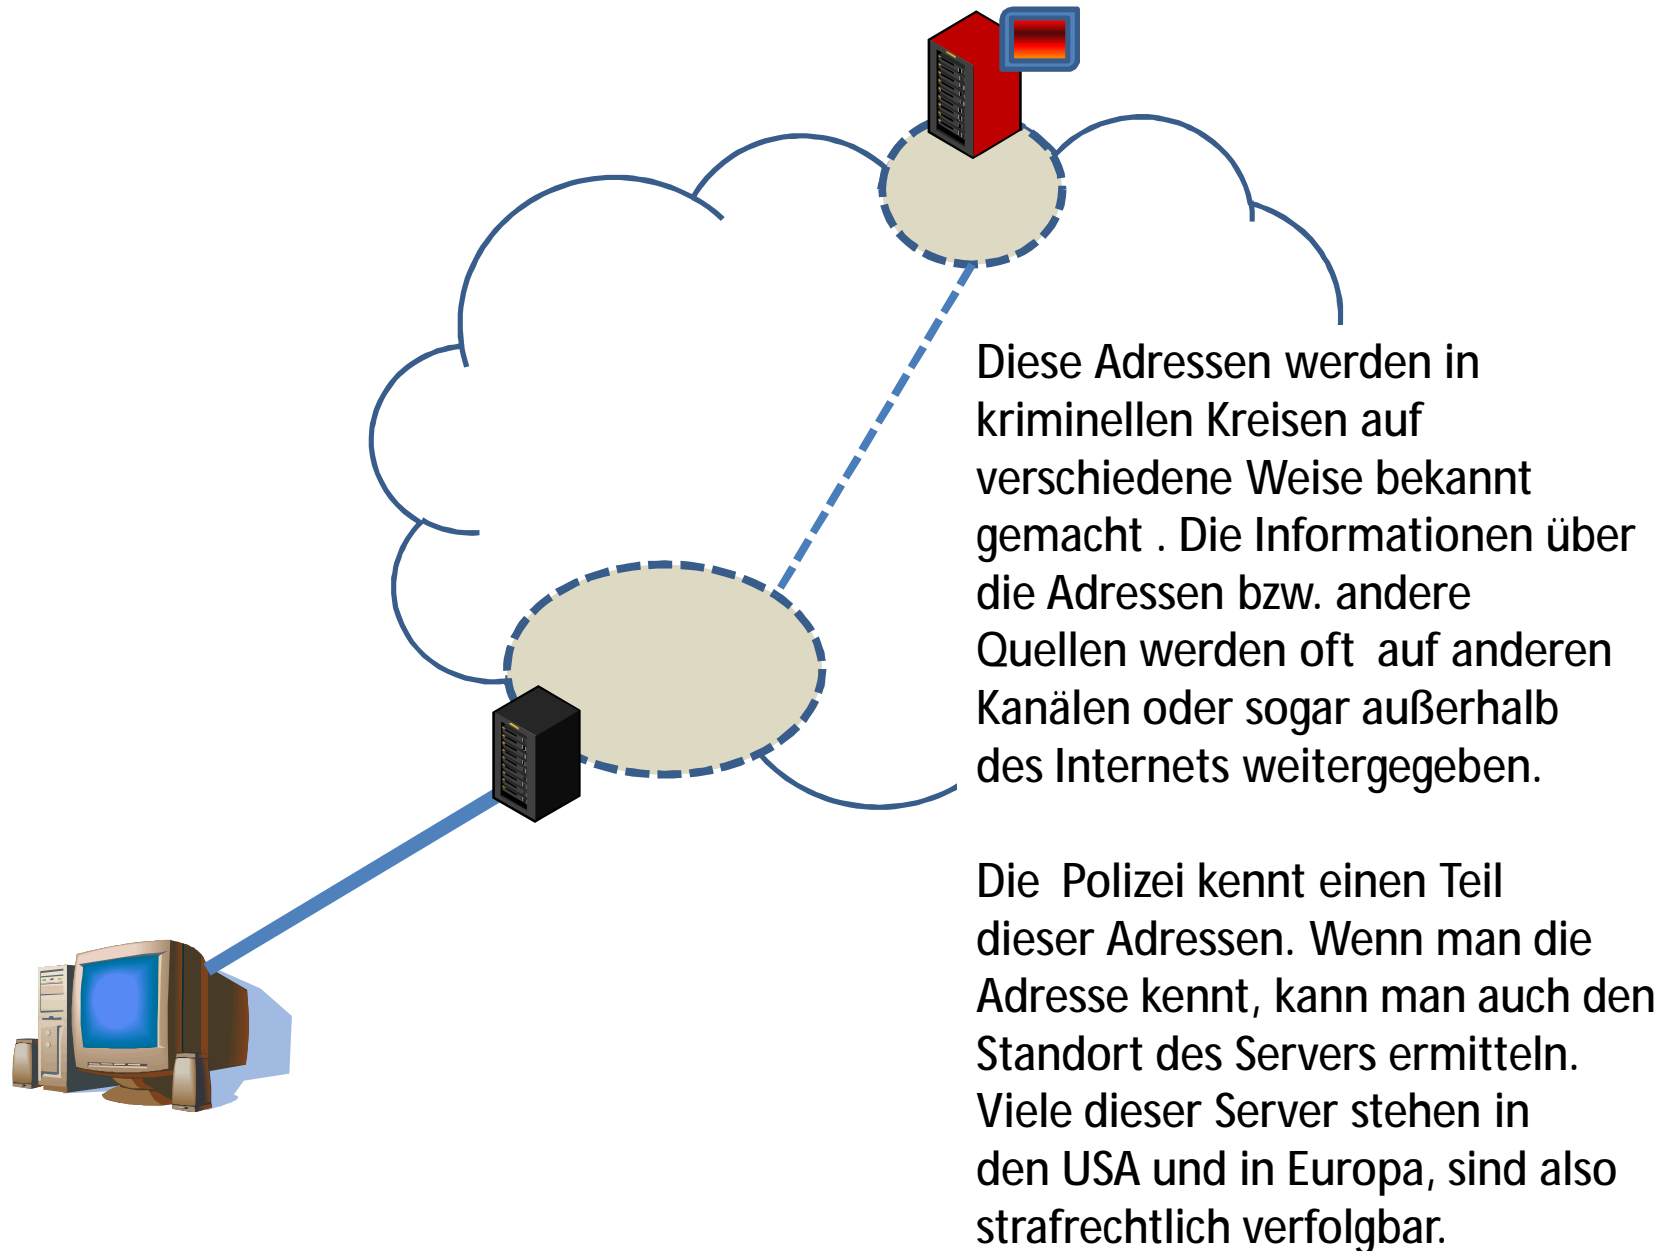 Diese Adressen werden in
kriminellen Kreisen auf
verschiedene Weise bekannt
gemacht . Die Informationen über
die Adressen bzw. andere
Quellen werden oft  auf anderen
Kanälen oder sogar außerhalb
des Internets weitergegeben.

Die  Polizei kennt einen Teil
dieser Adressen. Wenn man die
Adresse kennt, kann man auch den
Standort des Servers ermitteln.
Viele dieser Server stehen in
den USA und in Europa, sind also
strafrechtlich verfolgbar.